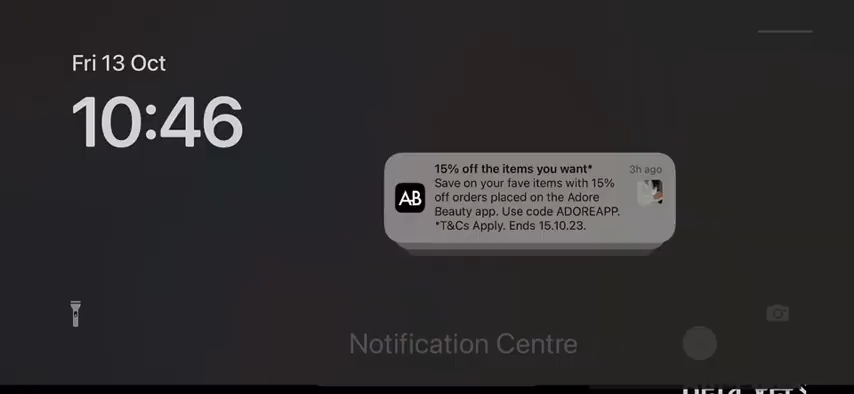 Fri 13 Oct
10:46
15% off the items you want*
3h ago
AB
Save on your fave items with 15%
off orders placed on the Adore
Beauty app. Use code ADOREAPP.
*T&Cs Apply. Ends 15.10.23.
Notification Centre